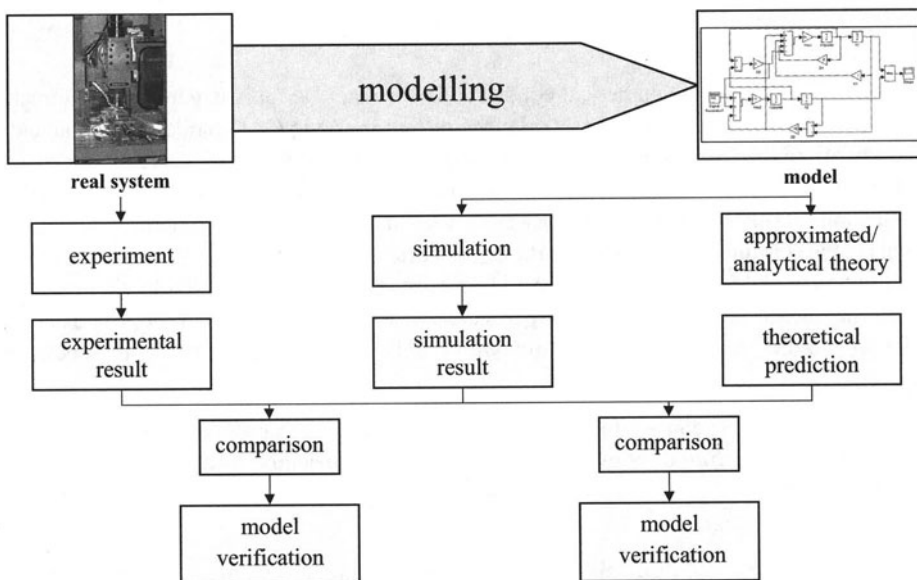 modelling
real system
model
experiment
simulation
approximated/
analytical theory
experimental
result
simulation
result
theoretical
prediction
comparison
comparison
model
verification
model
verification